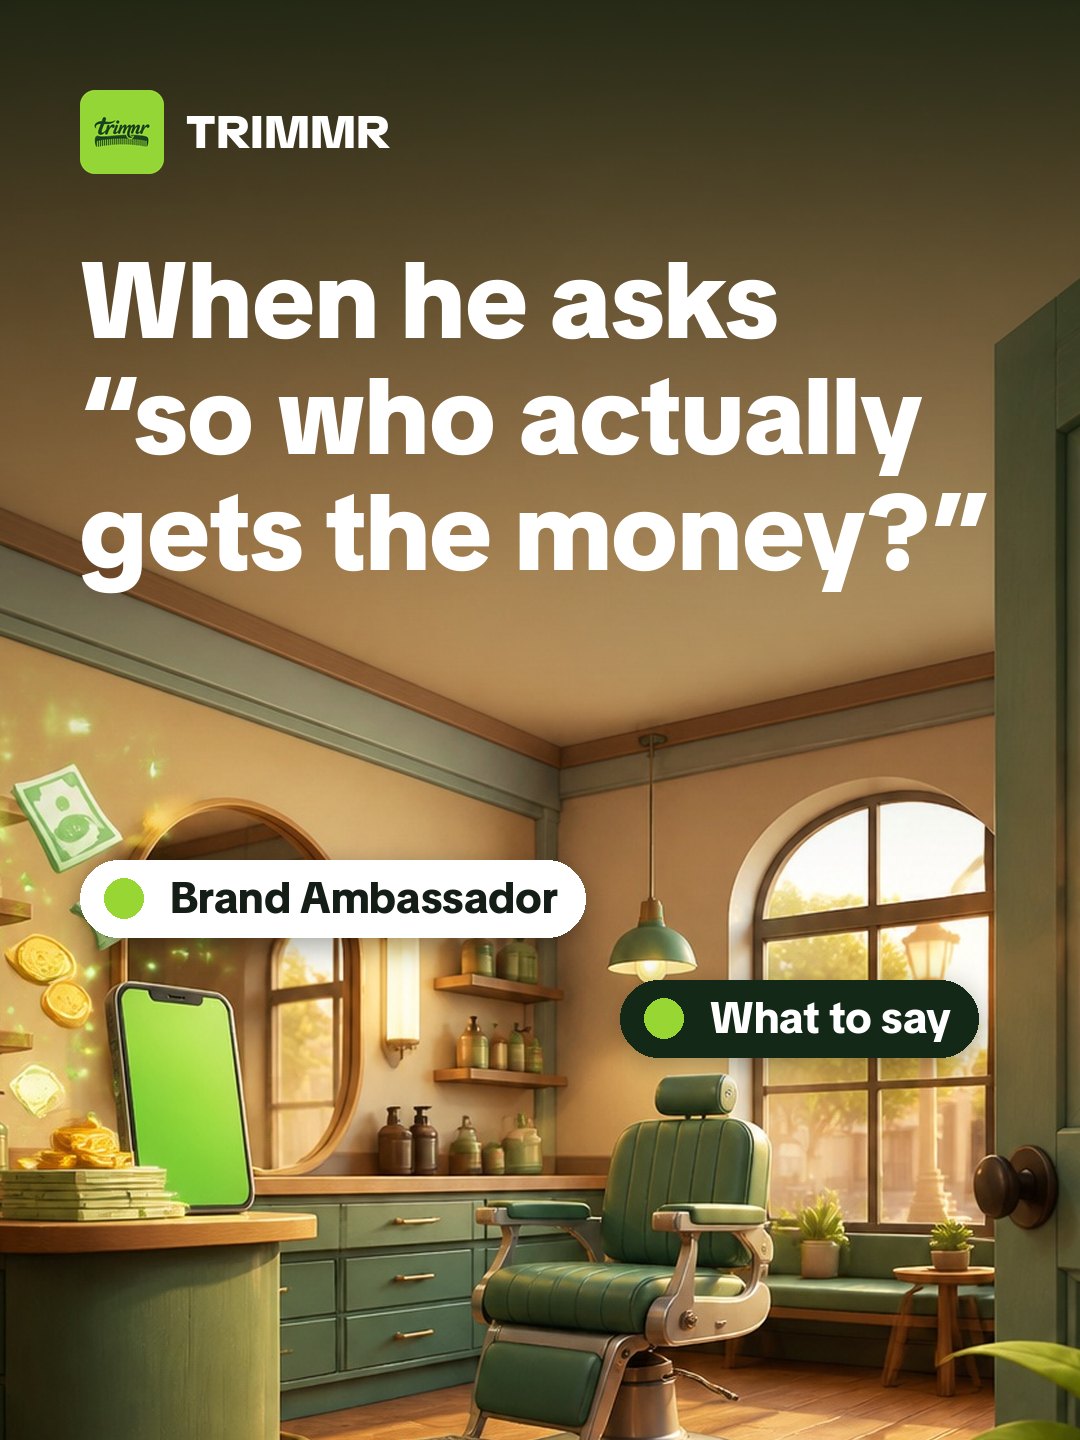 trimmr
TRIMMR
When he asks
“so who actually
gets the money?”
Brand Ambassador
What to say